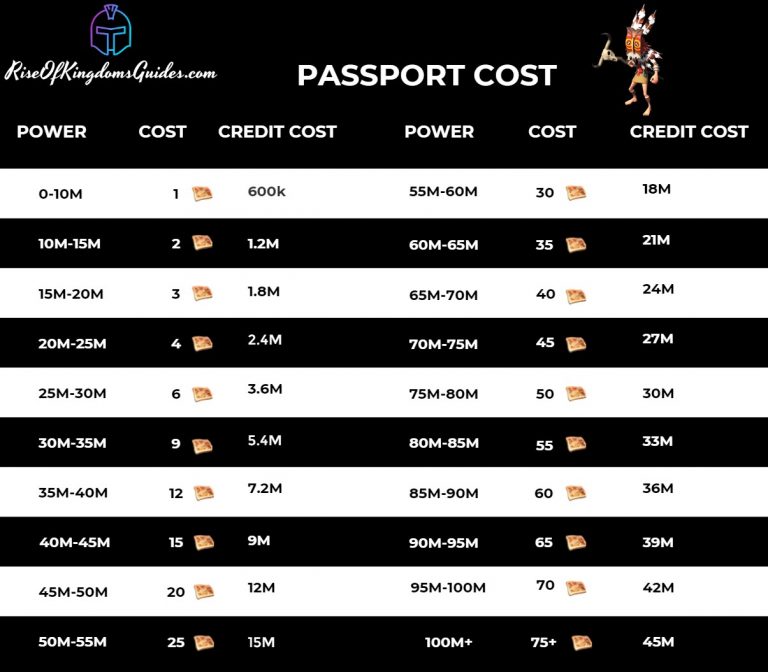 RiseOfKingdomsGuides.com
PASSPORT COST
POWER COST CREDIT COST POWER COST CREDIT COST
0-10M 1 600k 55M-60M 30 18M
10M-15M 2 1.2M 60M-65M 35 21M
15M-20M 3 1.8M 65M-70M 40 24M
20M-25M 4 2.4M 70M-75M 45 27M
25M-30M 6 3.6M 75M-80M 50 30M
30M-35M 9 5.4M 80M-85M 55 33M
35M-40M 12 7.2M 85M-90M 60 36M
40M-45M 15 9M 90M-95M 65 39M
45M-50M 20 12M 95M-100M 70 42M
50M-55M 25 15M 100M+ 75+ 45M